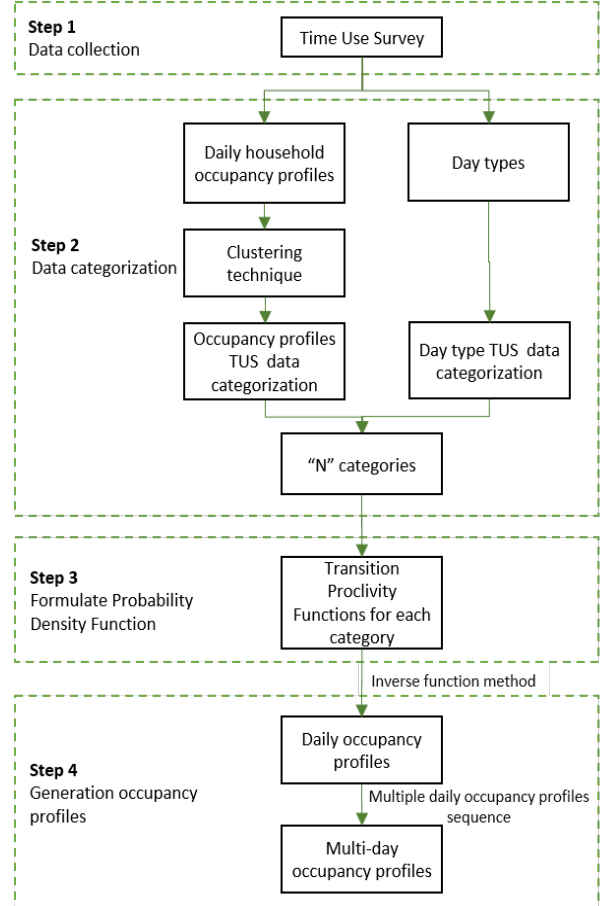 Step 1
Data collection
Time Use Survey
Daily household
occupancy profiles
Day types
Step 2
Data categorization
Clustering
technique
Occupancy profiles
TUS data
categorization
Day type TUS data
categorization
“N” categories
Step 3
Formulate Probability
Density Function
Transition
Proclivity
Functions for each
category
Inverse function method
Step 4
Generation occupancy
profiles
Daily occupancy
profiles
Multiple daily occupancy profiles
sequence
Multi-day
occupancy profiles